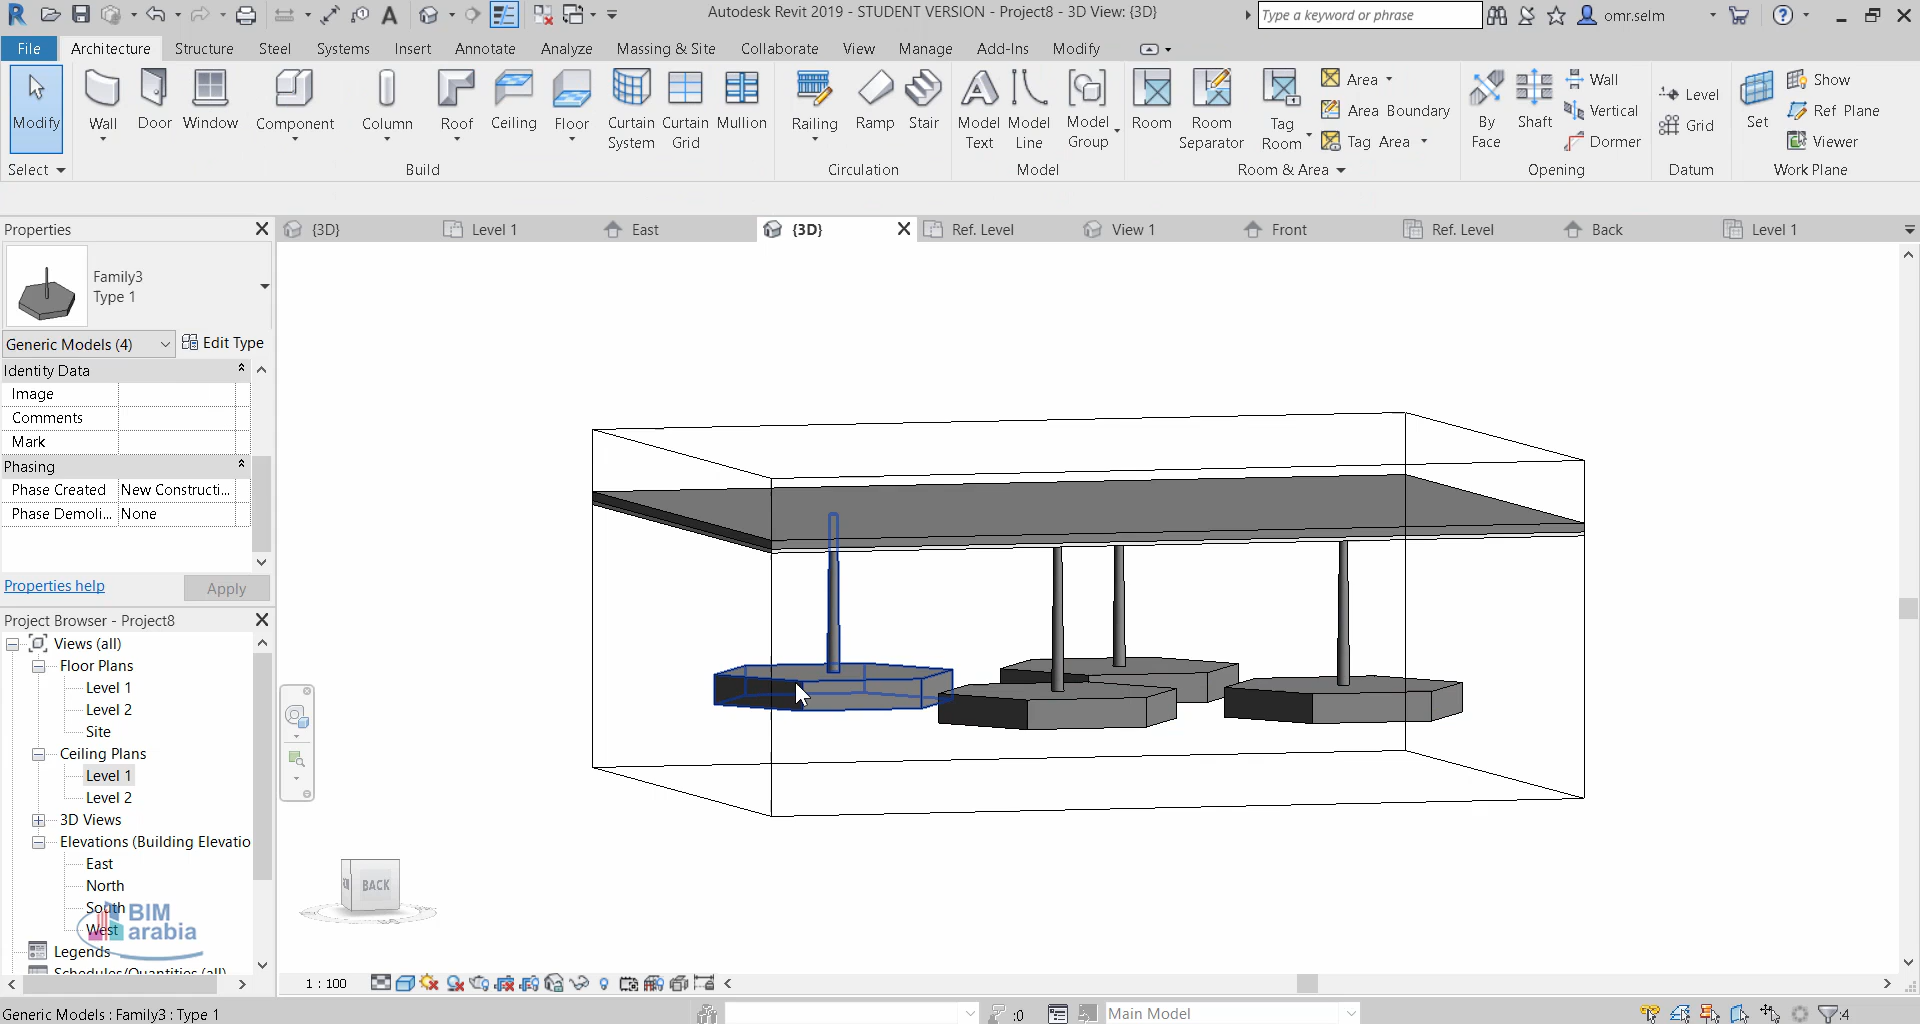 Autodesk Revit 2019 - STUDENT VERSION - Project8 - 3D View: {3D}
Type a keyword or phrase
omr.selm
File
Architecture
Structure
Steel
Systems
Insert
Annotate
Analyze
Massing & Site
Collaborate
View
Manage
Add-Ins
Modify
Modify
Wall
Door
Window
Component
Column
Roof
Ceiling
Floor
Curtain System
Curtain Grid
Mullion
Railing
Ramp
Stair
Model Text
Model Line
Model Group
Room
Room Separator
Tag Room
Area
Area Boundary
Tag Area
By Face
Shaft
Wall
Vertical
Dormer
Level
Grid
Set
Show
Ref Plane
Viewer
Select
Build
Circulation
Model
Room & Area
Opening
Datum
Work Plane
Properties
{3D}
Level 1
East
{3D}
Ref. Level
View 1
Front
Ref. Level
Back
Level 1
Family3
Type 1
Generic Models (4)
Edit Type
Identity Data
Image
Comments
Mark
Phasing
Phase Created
New Constructi...
Phase Demoli...
None
Properties help
Apply
Project Browser - Project8
Views (all)
Floor Plans
Level 1
Level 2
Site
Ceiling Plans
Level 1
Level 2
3D Views
Elevations (Building Elevatio
East
North
South
West
Legends
Schedules/Quantities (all)
BIM
arabia
BACK
1 : 100
Generic Models : Family3 : Type 1
:0
Main Model
:4